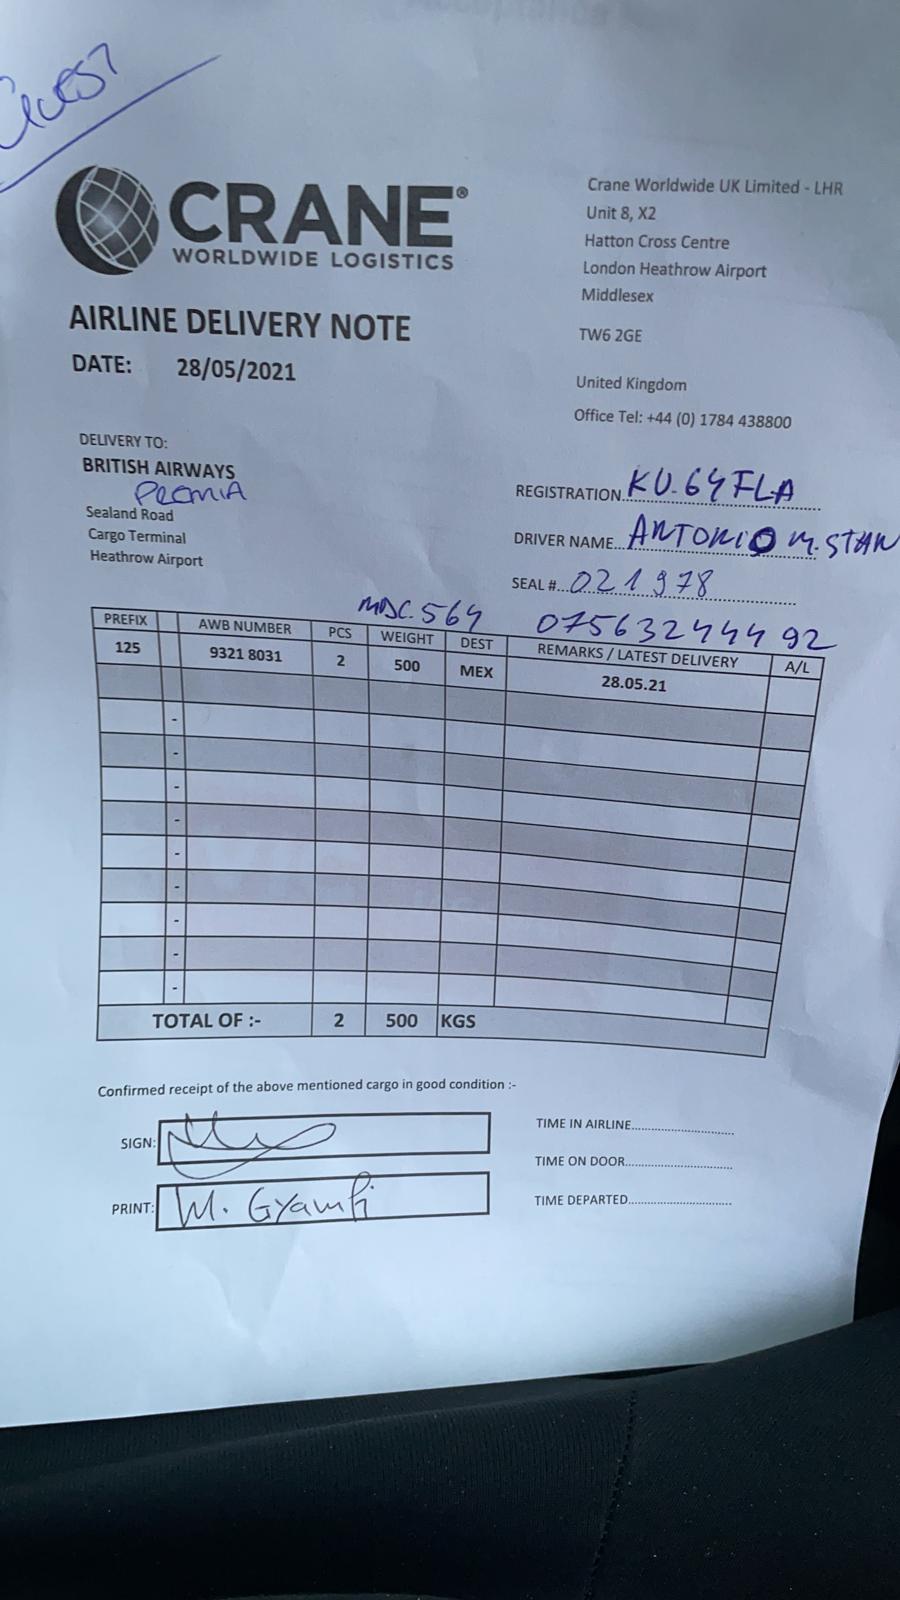 CRANE®
WORLDWIDE LOGISTICS
Crane Worldwide UK Limited - LHR
Unit 8, X2
Hatton Cross Centre
London Heathrow Airport
Middlesex
TW6 2GE
United Kingdom
Office Tel: +44 (0) 1784 438800
AIRLINE DELIVERY NOTE
DATE: 28/05/2021
DELIVERY TO:
BRITISH AIRWAYS
PREMIA
Sealand Road
Cargo Terminal
Heathrow Airport
REGISTRATION KU.64FLA
DRIVER NAME ANTONIO M. STAN
SEAL # 021978
564
07563244492
PREFIX AWB NUMBER PCS WEIGHT DEST REMARKS / LATEST DELIVERY A/L
125 9321 8031 2 500 MEX 28.05.21
-
-
-
-
-
-
-
-
-
TOTAL OF :- 2 500 KGS
Confirmed receipt of the above mentioned cargo in good condition :-
SIGN:
PRINT: M. Gyamfi
TIME IN AIRLINE
TIME ON DOOR
TIME DEPARTED